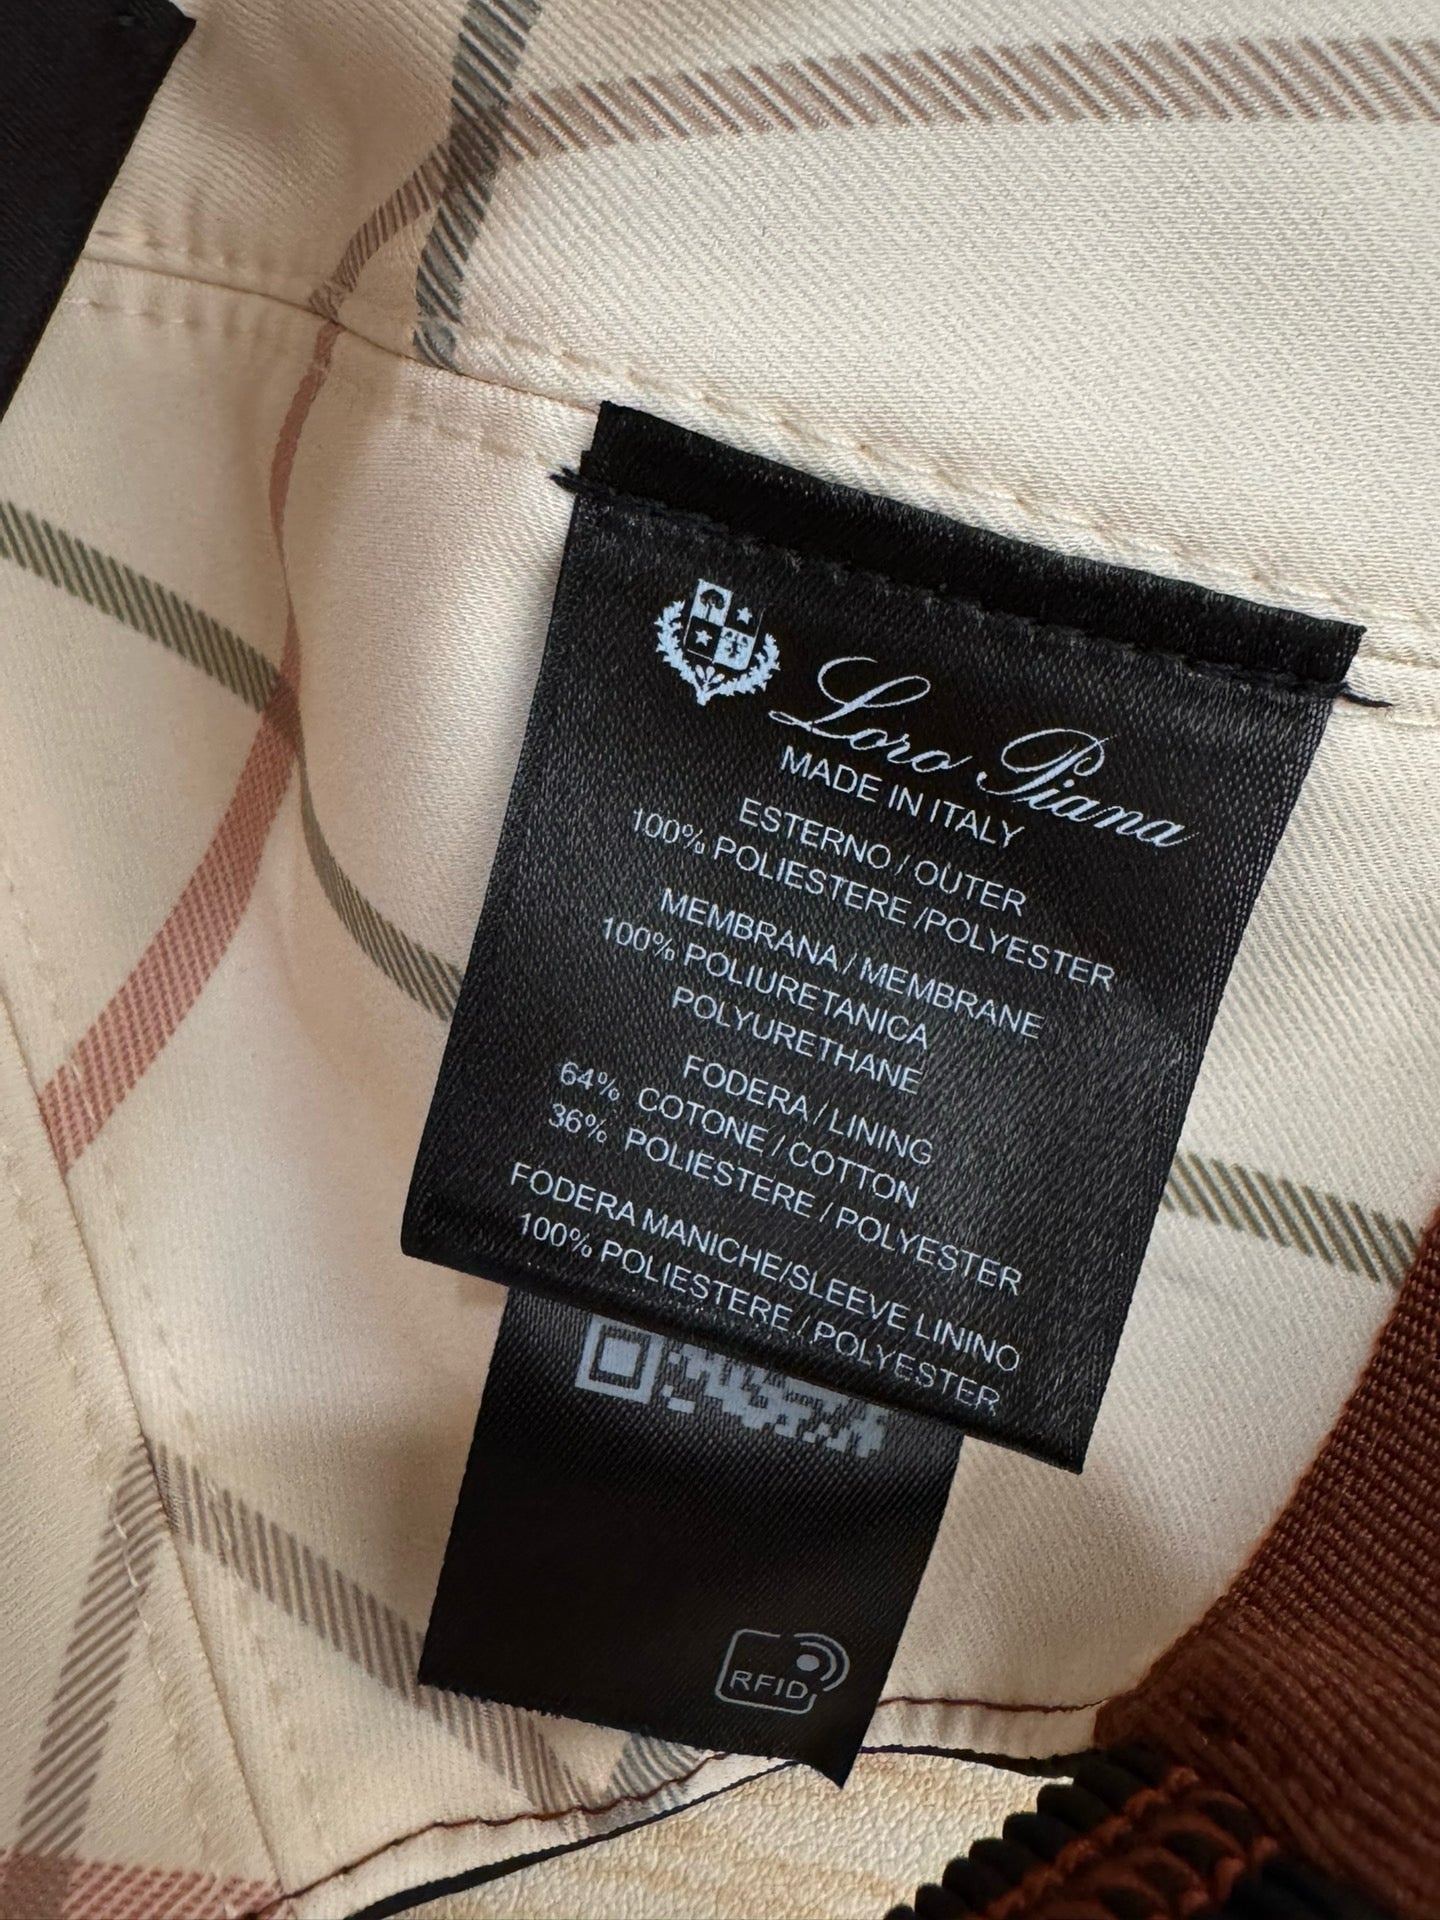 Loro Piana
MADE IN ITALY
ESTERNO / OUTER
100% POLIESTERE /POLYESTER
MEMBRANA / MEMBRANE
100% POLIURETANICA
POLYURETHANE
FODERA / LINING
64% COTONE / COTTON
36% POLIESTERE / POLYESTER
FODERA MANICHE/SLEEVE LININO
100% POLIESTERE / POLYESTER
RFID